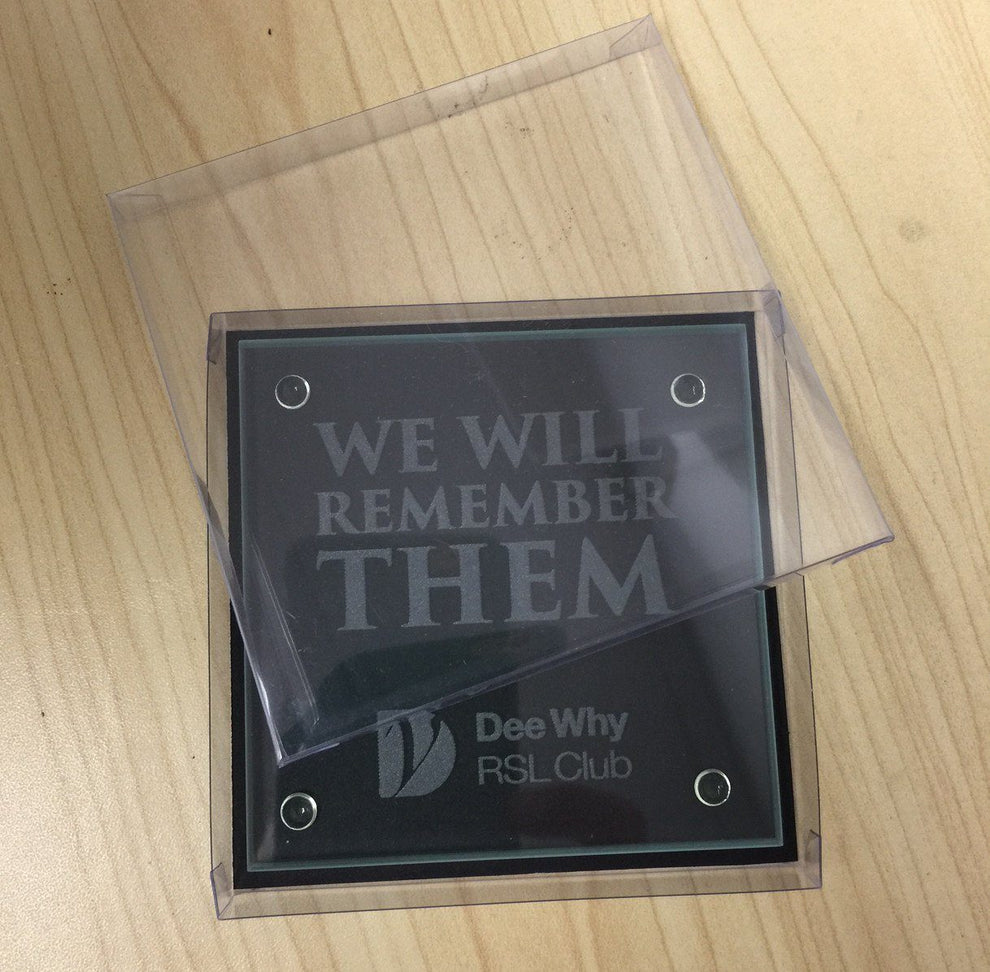 WE WILL
REMEMBER
THEM
Dee Why
RSL Club